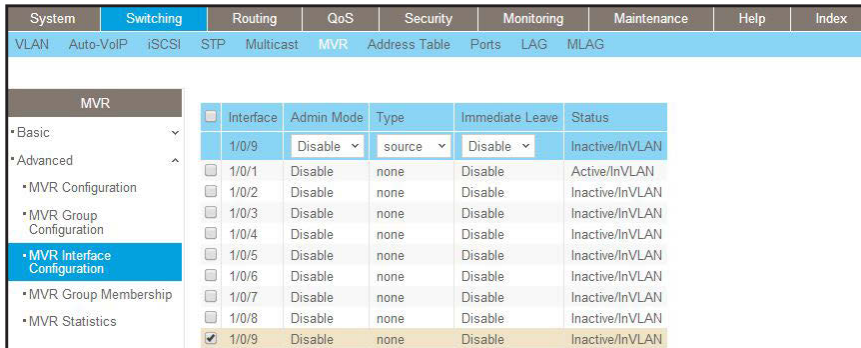 System Switching Routing QoS Security Monitoring Maintenance Help Index
VLAN Auto-VoIP iSCSI STP Multicast MVR Address Table Ports LAG MLAG
MVR
Basic
Advanced
MVR Configuration
MVR Group
Configuration
MVR Interface
Configuration
MVR Group Membership
MVR Statistics
Interface Admin Mode Type Immediate Leave Status
1/0/9 Disable source Disable Inactive/InVLAN
1/0/1 Disable none Disable Active/InVLAN
1/0/2 Disable none Disable Inactive/InVLAN
1/0/3 Disable none Disable Inactive/InVLAN
1/0/4 Disable none Disable Inactive/InVLAN
1/0/5 Disable none Disable Inactive/InVLAN
1/0/6 Disable none Disable Inactive/InVLAN
1/0/7 Disable none Disable Inactive/InVLAN
1/0/8 Disable none Disable Inactive/InVLAN
1/0/9 Disable none Disable Inactive/InVLAN